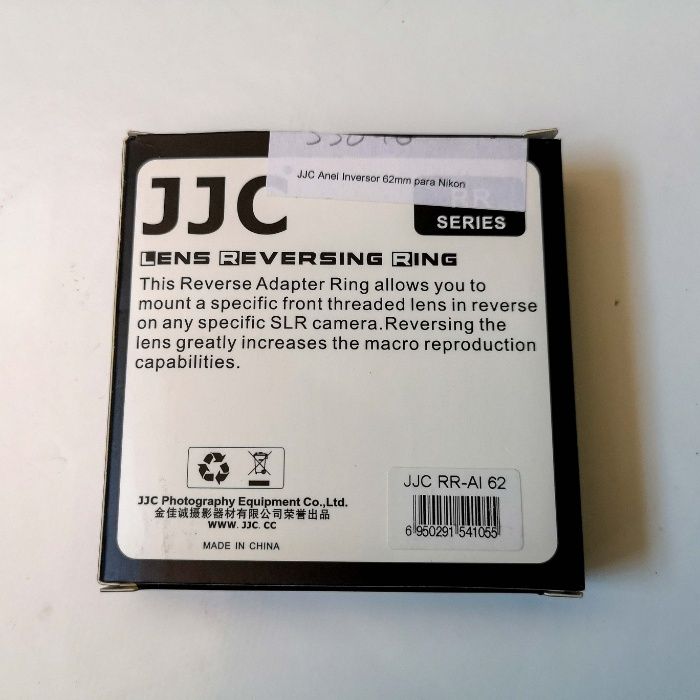 JJC Anel Inversor 62mm para Nikon
JJC
RR
SERIES
LENS REVERSING RING
This Reverse Adapter Ring allows you to
mount a specific front threaded lens in reverse
on any specific SLR camera.Reversing the
lens greatly increases the macro reproduction
capabilities.
JJC Photography Equipment Co.,Ltd.
金佳诚摄影器材有限公司荣誉出品
WWW. JJC. CC
MADE IN CHINA
JJC RR-AI 62
6 950291 541055